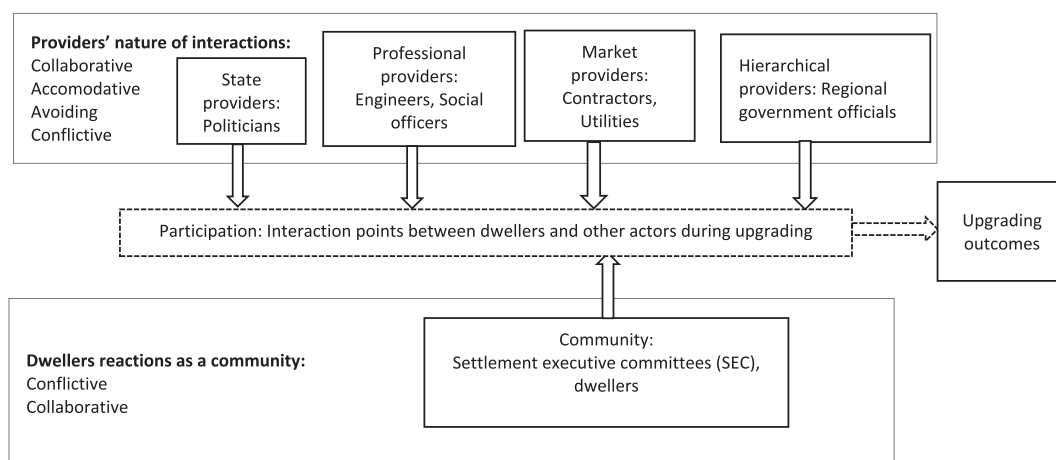 Providers’ nature of interactions:
Collaborative
Accomodative
Avoiding
Conflictive
State
providers:
Politicians
Professional
providers:
Engineers, Social
officers
Market
providers:
Contractors,
Utilities
Hierarchical
providers: Regional
government officials
Participation: Interaction points between dwellers and other actors during upgrading
Upgrading
outcomes
Dwellers reactions as a community:
Conflictive
Collaborative
Community:
Settlement executive committees (SEC),
dwellers